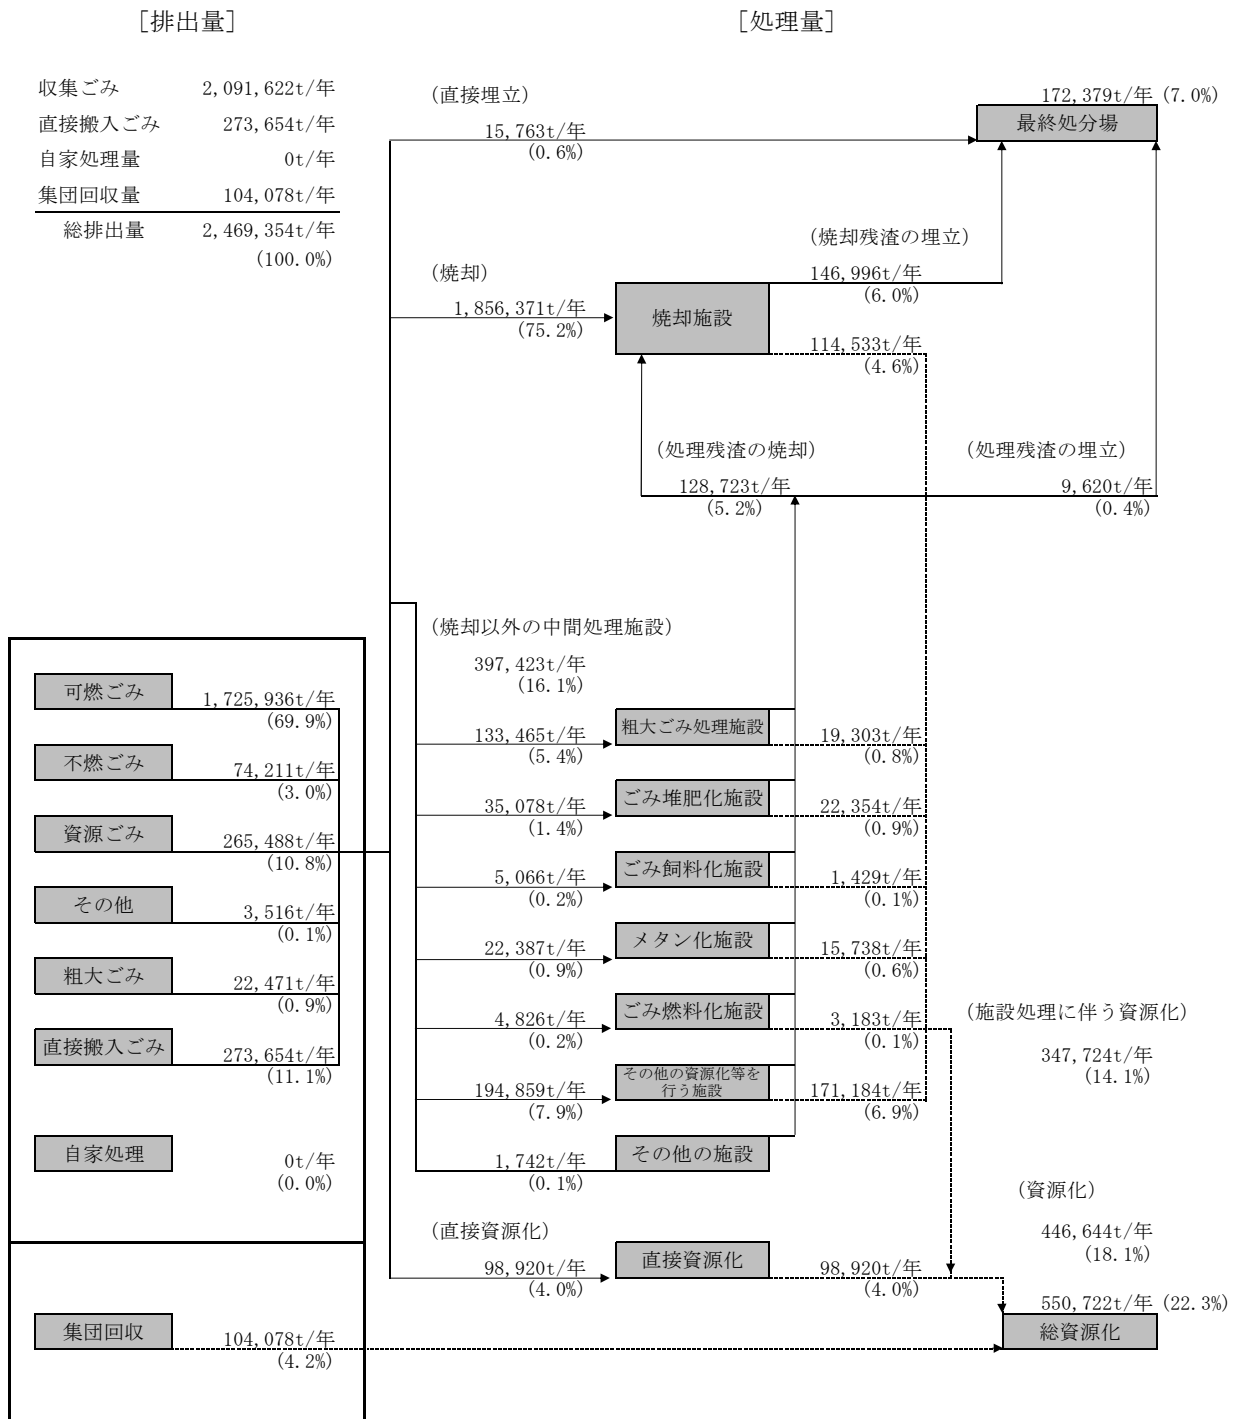 ［排出量］
［処理量］
収集ごみ 2,091,622t/年
直接搬入ごみ 273,654t/年
自家処理量 0t/年
集団回収量 104,078t/年
総排出量 2,469,354t/年
(100.0%)
（直接埋立）
15,763t/年
(0.6%)
172,379t/年 (7.0%)
最終処分場
（焼却残渣の埋立）
146,996t/年
(6.0%)
（焼却）
1,856,371t/年
(75.2%)
焼却施設
114,533t/年
(4.6%)
（処理残渣の焼却）
128,723t/年
(5.2%)
（処理残渣の埋立）
9,620t/年
(0.4%)
（焼却以外の中間処理施設）
397,423t/年
(16.1%)
可燃ごみ 1,725,936t/年
(69.9%)
不燃ごみ 74,211t/年
(3.0%)
資源ごみ 265,488t/年
(10.8%)
その他 3,516t/年
(0.1%)
粗大ごみ 22,471t/年
(0.9%)
直接搬入ごみ 273,654t/年
(11.1%)
自家処理 0t/年
(0.0%)
集団回収 104,078t/年
(4.2%)
133,465t/年
(5.4%)
粗大ごみ処理施設
19,303t/年
(0.8%)
35,078t/年
(1.4%)
ごみ堆肥化施設
22,354t/年
(0.9%)
5,066t/年
(0.2%)
ごみ飼料化施設
1,429t/年
(0.1%)
22,387t/年
(0.9%)
メタン化施設
15,738t/年
(0.6%)
4,826t/年
(0.2%)
ごみ燃料化施設
3,183t/年
(0.1%)
194,859t/年
(7.9%)
その他の資源化等を
行う施設
171,184t/年
(6.9%)
1,742t/年
(0.1%)
その他の施設
（施設処理に伴う資源化）
347,724t/年
(14.1%)
（直接資源化）
98,920t/年
(4.0%)
直接資源化
98,920t/年
(4.0%)
（資源化）
446,644t/年
(18.1%)
550,722t/年 (22.3%)
総資源化